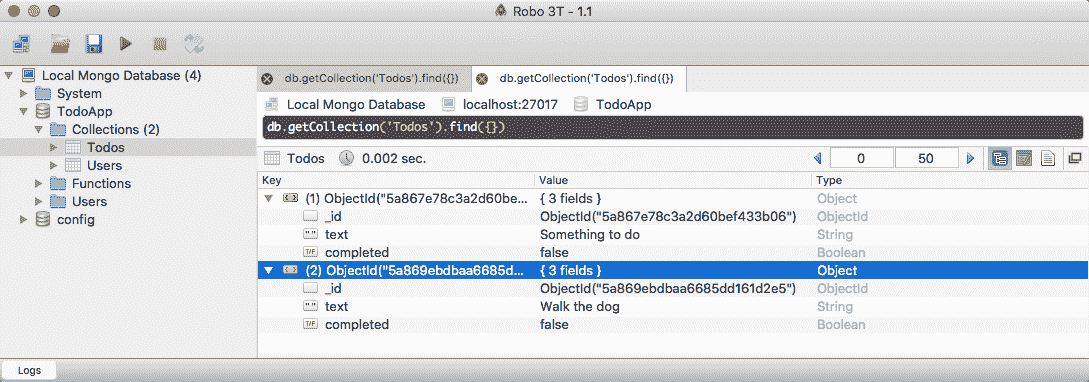 Robo 3T - 1.1
Local Mongo Database (4)
System
TodoApp
Collections (2)
Todos
Users
Functions
Users
config
db.getCollection('Todos').find({})
db.getCollection('Todos').find({})
Local Mongo Database localhost:27017 TodoApp
db.getCollection('Todos').find({})
Todos 0.002 sec. 0 50
Key Value Type
(1) ObjectId("5a867e78c3a2d60be... { 3 fields } Object
_id ObjectId("5a867e78c3a2d60bef433b06") ObjectId
" " text Something to do String
T/F completed false Boolean
(2) ObjectId("5a869ebdbaa6685d... { 3 fields } Object
_id ObjectId("5a869ebdbaa6685dd161d2e5") ObjectId
" " text Walk the dog String
T/F completed false Boolean
Logs